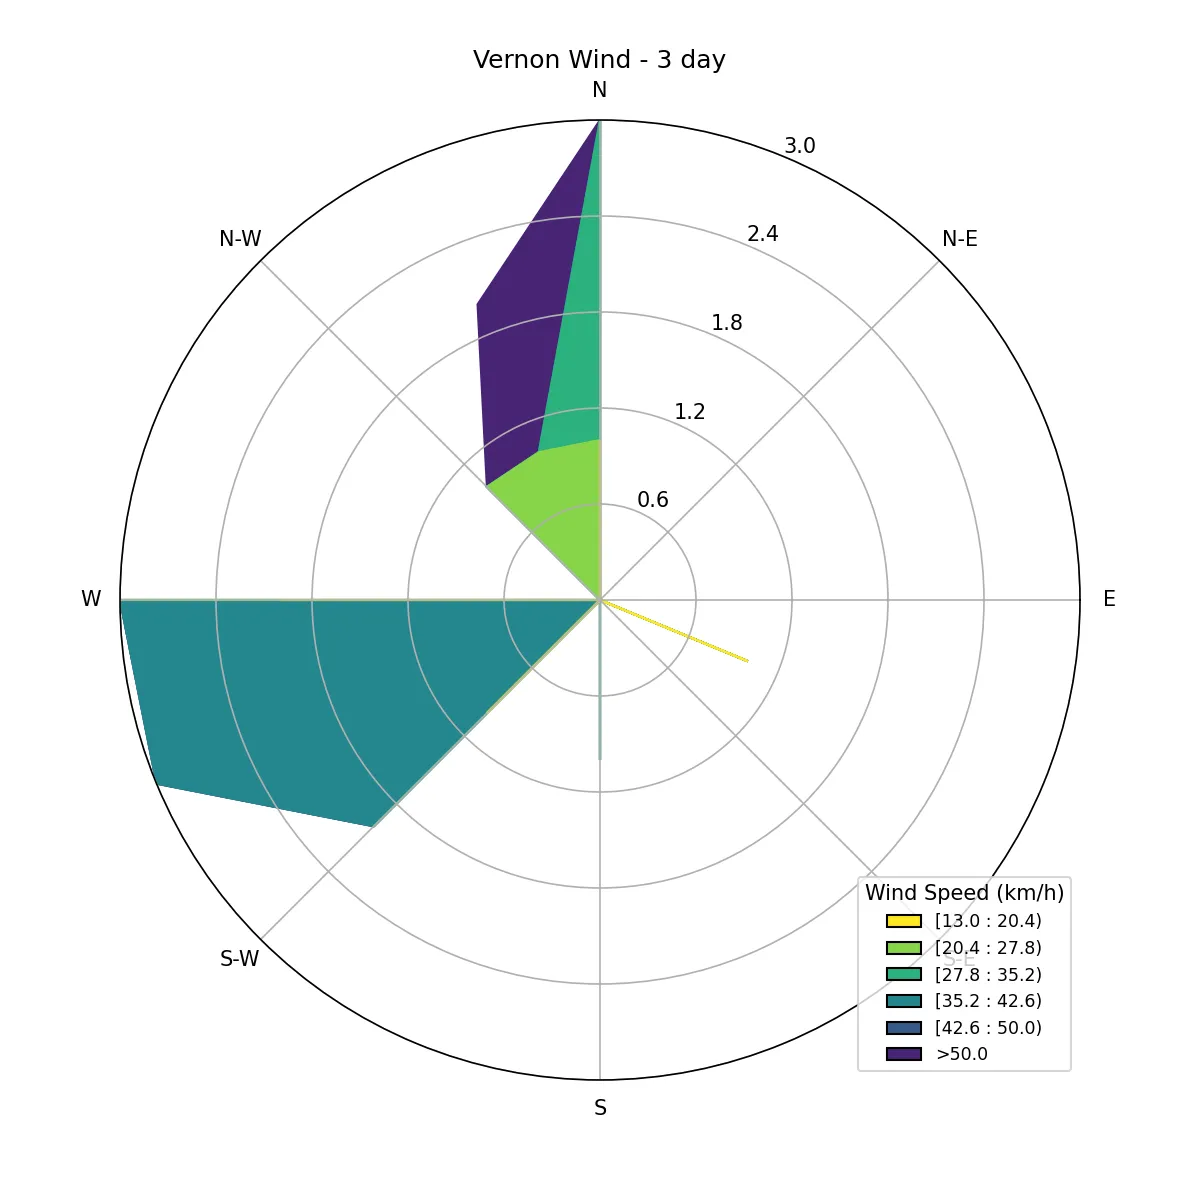 Vernon Wind - 3 day
N
3.0
N-W
2.4
N-E
1.8
1.2
0.6
W
E
Wind Speed (km/h)
[13.0 : 20.4)
[20.4 : 27.8)
S-W
S-E
[27.8 : 35.2)
[35.2 : 42.6)
[42.6 : 50.0)
>50.0
S